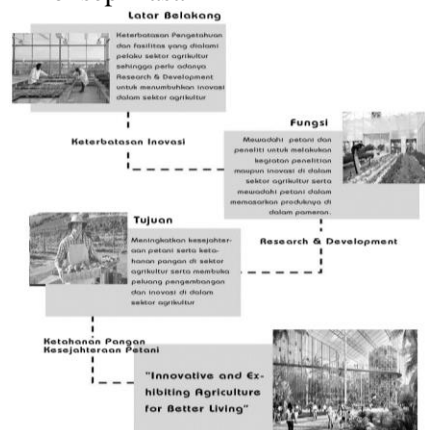 Latar Belakang
Keterbatasan Pengetahuan
dan fasilitas yang dialami
pelaku sektor agrikultur
sehingga perlu adanya
Research & Development
untuk menumbuhkan inovasi
dalam sektor agrikultur
Keterbatasan Inovasi
Fungsi
Mewadahi petani dan
peneliti untuk melakukan
kegiatan penelitian
maupun inovasi di dalam
sektor agrikultur serta
mewadahi petani dalam
memasarkan produknya di
dalam pameran.
Research & Development
Tujuan
Meningkatkan kesejahter-
aan petani serta keta-
hanan pangan di sektor
agrikultur serta membuka
peluang pengembangan
dan inovasi di dalam
sektor agrikultur
Ketahanan Pangan
Kesejahteraan Petani
"Innovative and Ex-
hibiting Agriculture
for Better Living"